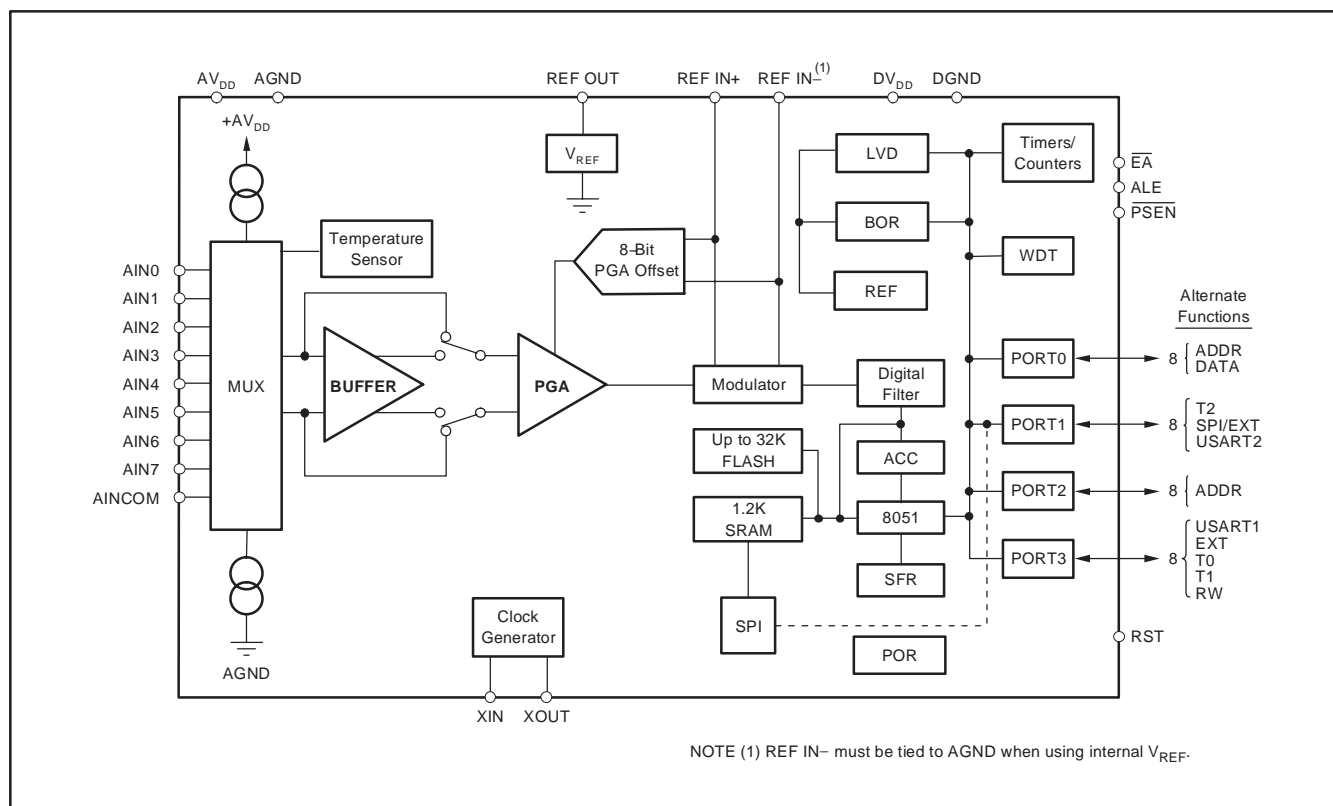 AVDD
AGND
REF OUT
REF IN+
REF IN−(1)
DVDD
DGND
+AVDD
VREF
LVD
Timers/
Counters
EA
ALE
PSEN
Temperature
Sensor
8−Bit
PGA Offset
BOR
WDT
REF
AIN0
AIN1
AIN2
AIN3
AIN4
AIN5
AIN6
AIN7
AINCOM
MUX
BUFFER
PGA
Modulator
Digital
Filter
Alternate
Functions
PORT0
8
ADDR
DATA
PORT1
8
T2
SPI/EXT
USART2
Up to 32K
FLASH
ACC
PORT2
8
ADDR
1.2K
SRAM
8051
PORT3
8
USART1
EXT
T0
T1
RW
SFR
SPI
Clock
Generator
POR
RST
AGND
XIN
XOUT
NOTE (1) REF IN− must be tied to AGND when using internal VREF.